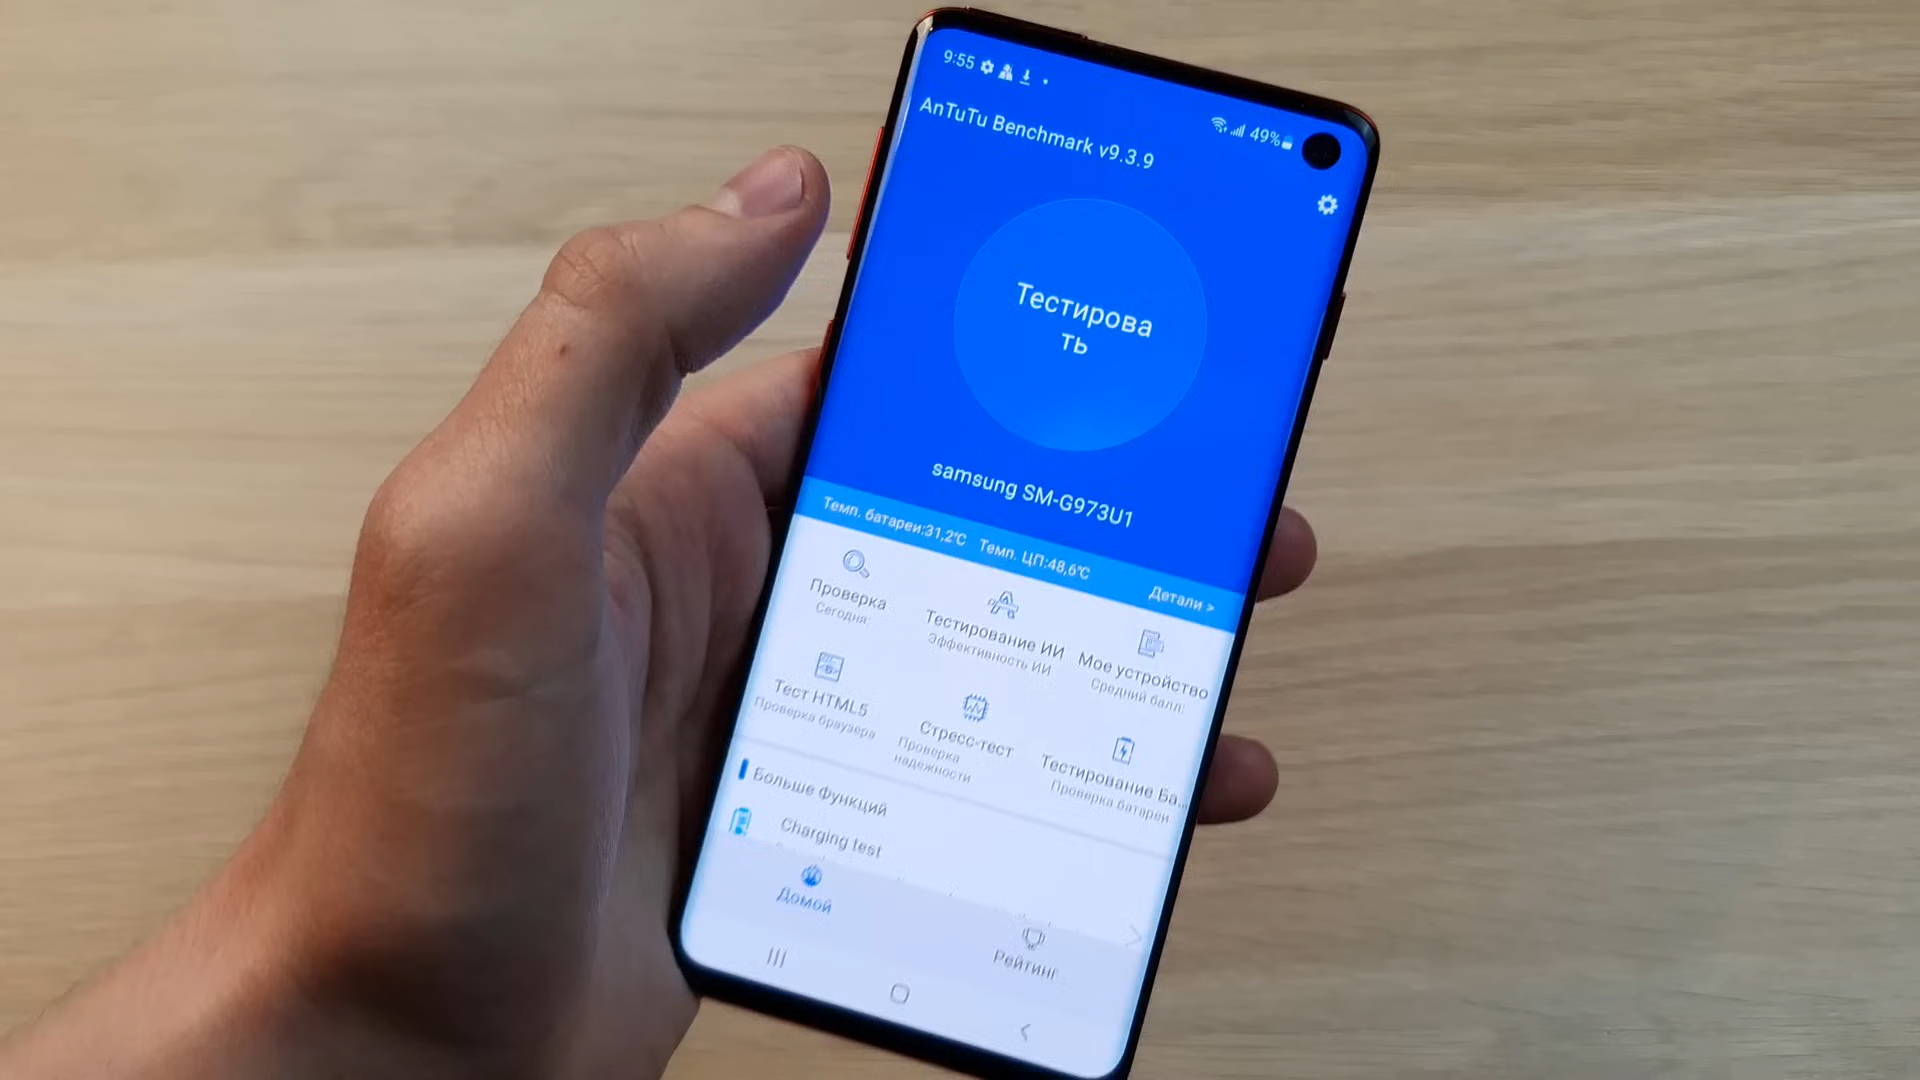 9:55
49%
AnTuTu Benchmark v9.3.9
Тестирова
ть
samsung SM-G973U1
Темп. батареи:31,2℃ Темп. ЦП:48,6℃
Детали >
Проверка
Сегодня:
Тестирование ИИ
Эффективность ИИ
Мое устройство
Средний балл:
Тест HTML5
Проверка браузера
Стресс-тест
Проверка
надежности
Тестирование Ба...
Проверка батареи
Больше Функций
Charging test
Домой
Рейтинг